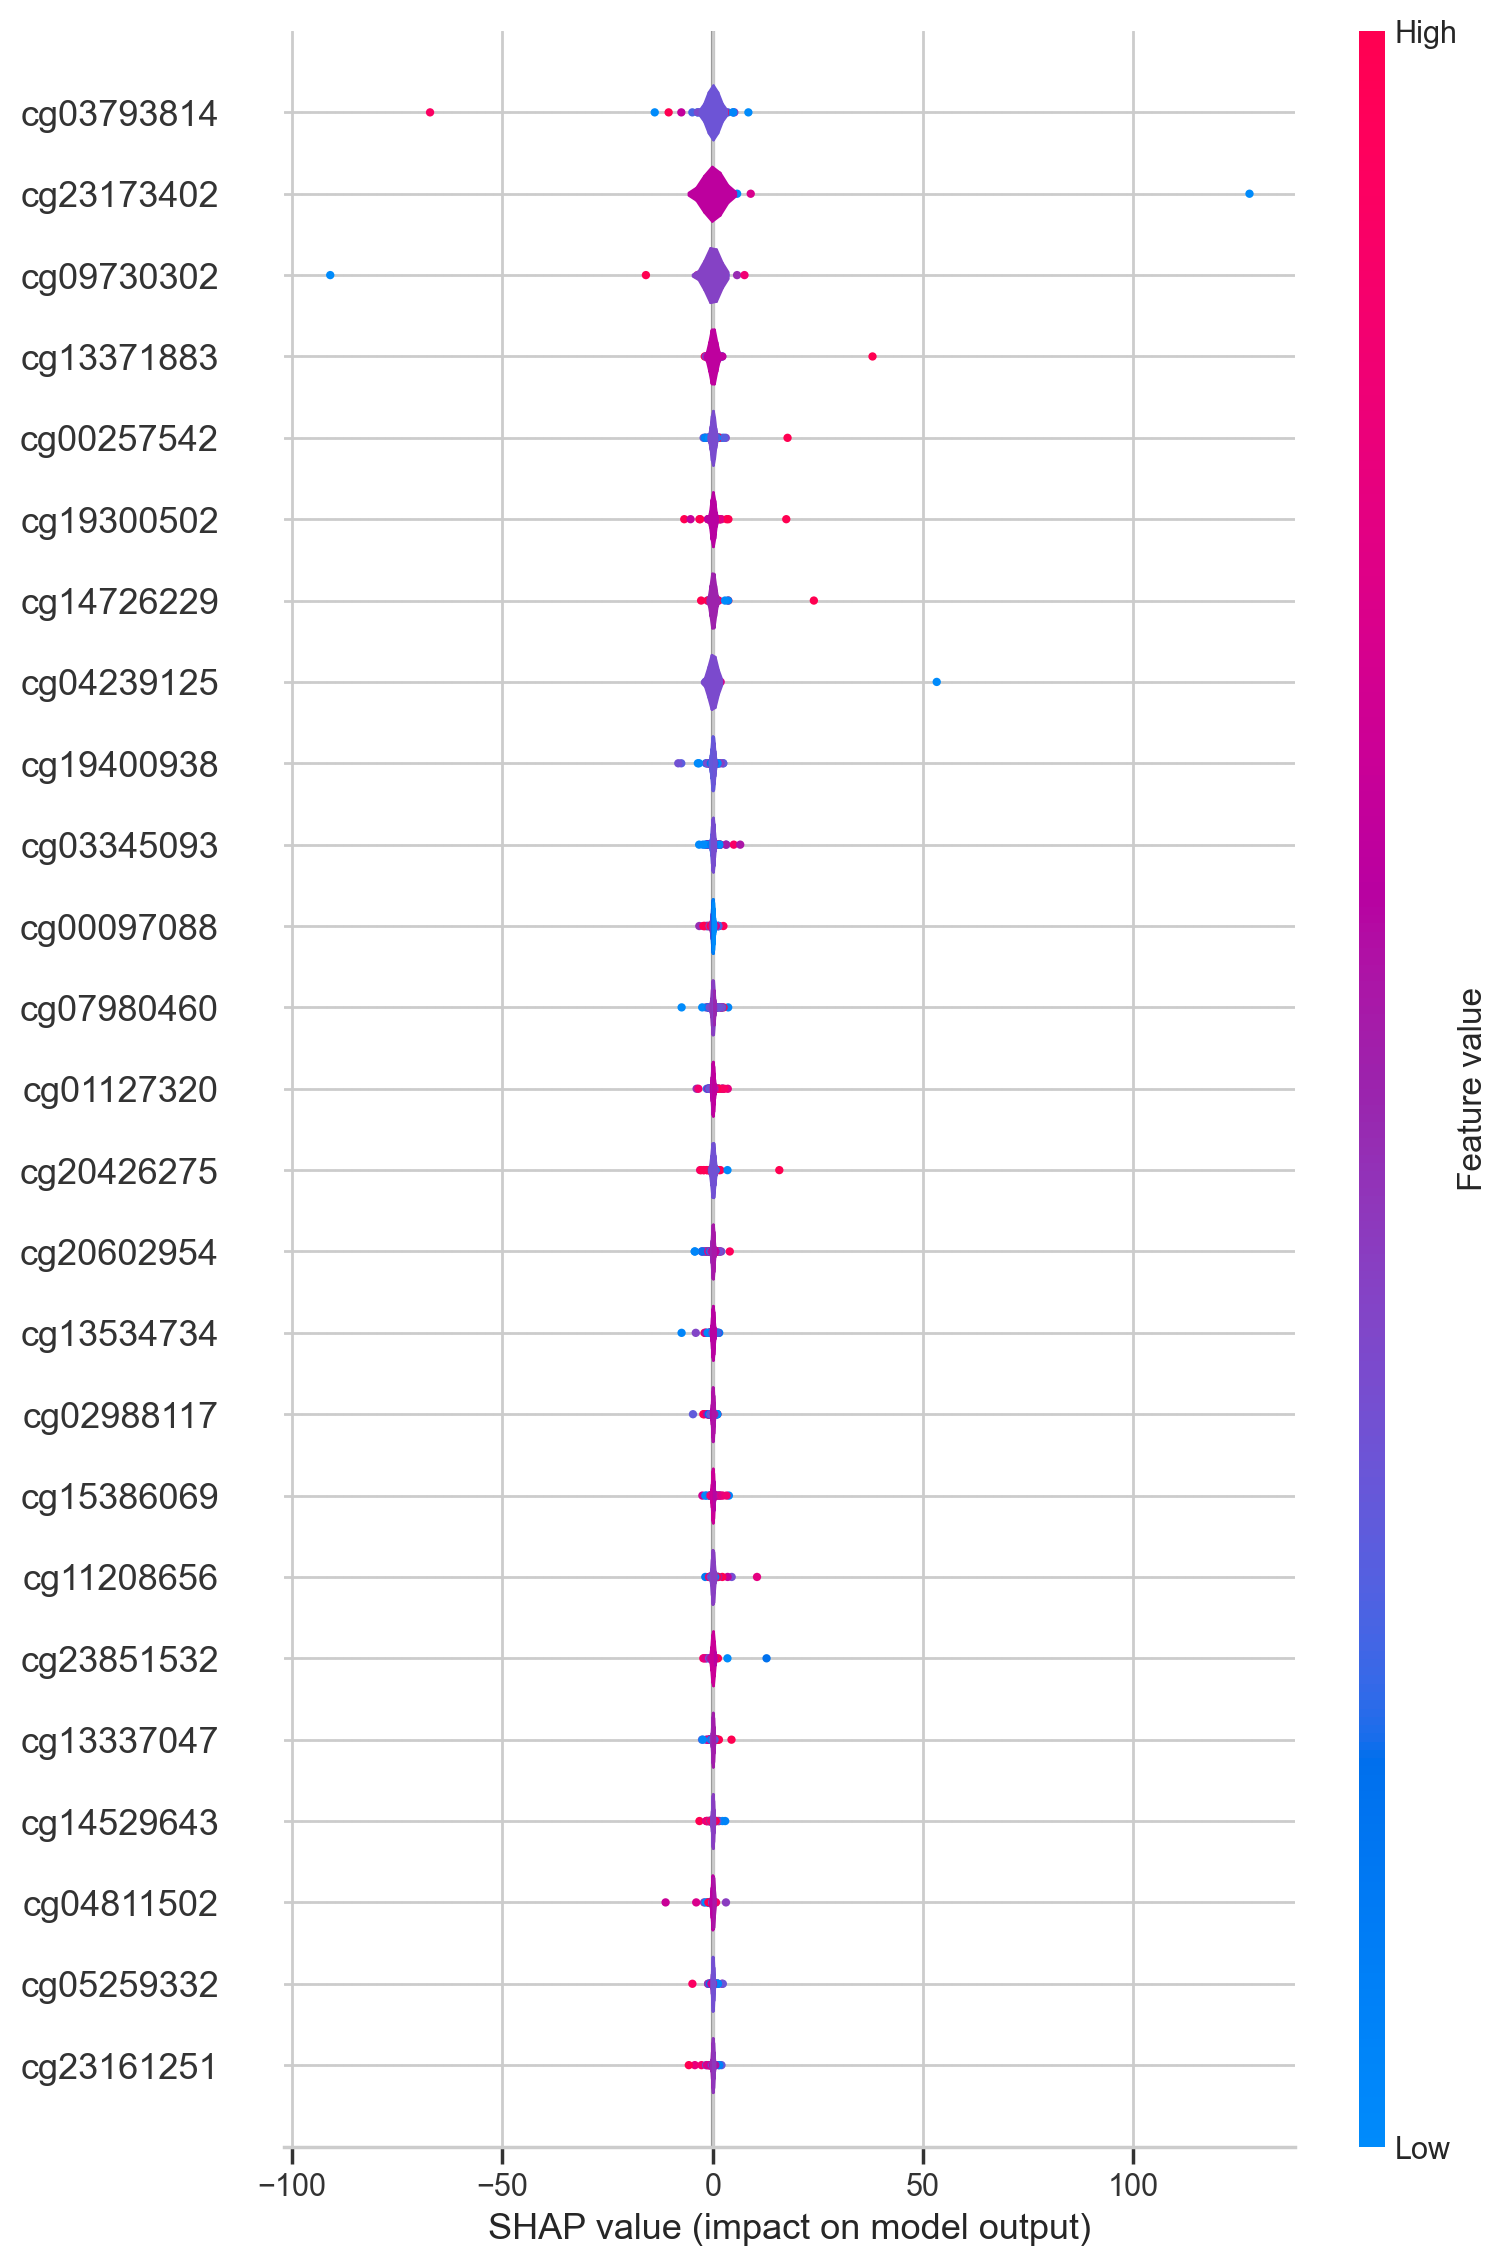 High
cg03793814
cg23173402
cg09730302
cg13371883
cg00257542
cg19300502
cg14726229
cg04239125
cg19400938
cg03345093
cg00097088
cg07980460
cg01127320
cg20426275
cg20602954
cg13534734
cg02988117
cg15386069
cg11208656
cg23851532
cg13337047
cg14529643
cg04811502
cg05259332
cg23161251
Feature value
Low
−100 −50 0 50 100
SHAP value (impact on model output)